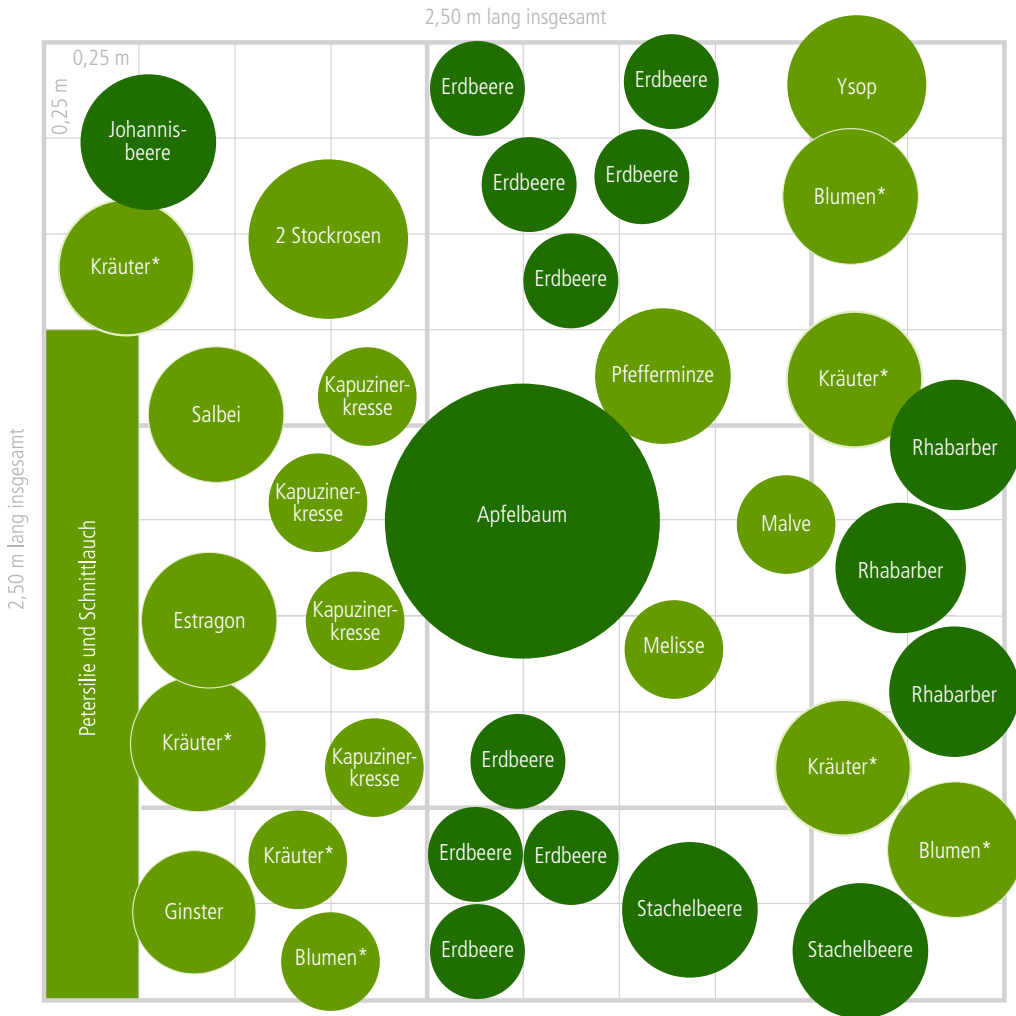 2,50 m lang insgesamt
0,25 m
0,25 m
2,50 m lang insgesamt
Johannis-
beere
Erdbeere
Erdbeere
Ysop
Erdbeere
Erdbeere
Blumen*
2 Stockrosen
Kräuter*
Erdbeere
Salbei
Kapuziner-
kresse
Pfefferminze
Kräuter*
Rhabarber
Kapuziner-
kresse
Apfelbaum
Malve
Rhabarber
Petersilie und Schnittlauch
Estragon
Kapuziner-
kresse
Melisse
Rhabarber
Kräuter*
Kapuziner-
kresse
Erdbeere
Kräuter*
Kräuter*
Erdbeere
Erdbeere
Blumen*
Ginster
Stachelbeere
Blumen*
Erdbeere
Stachelbeere